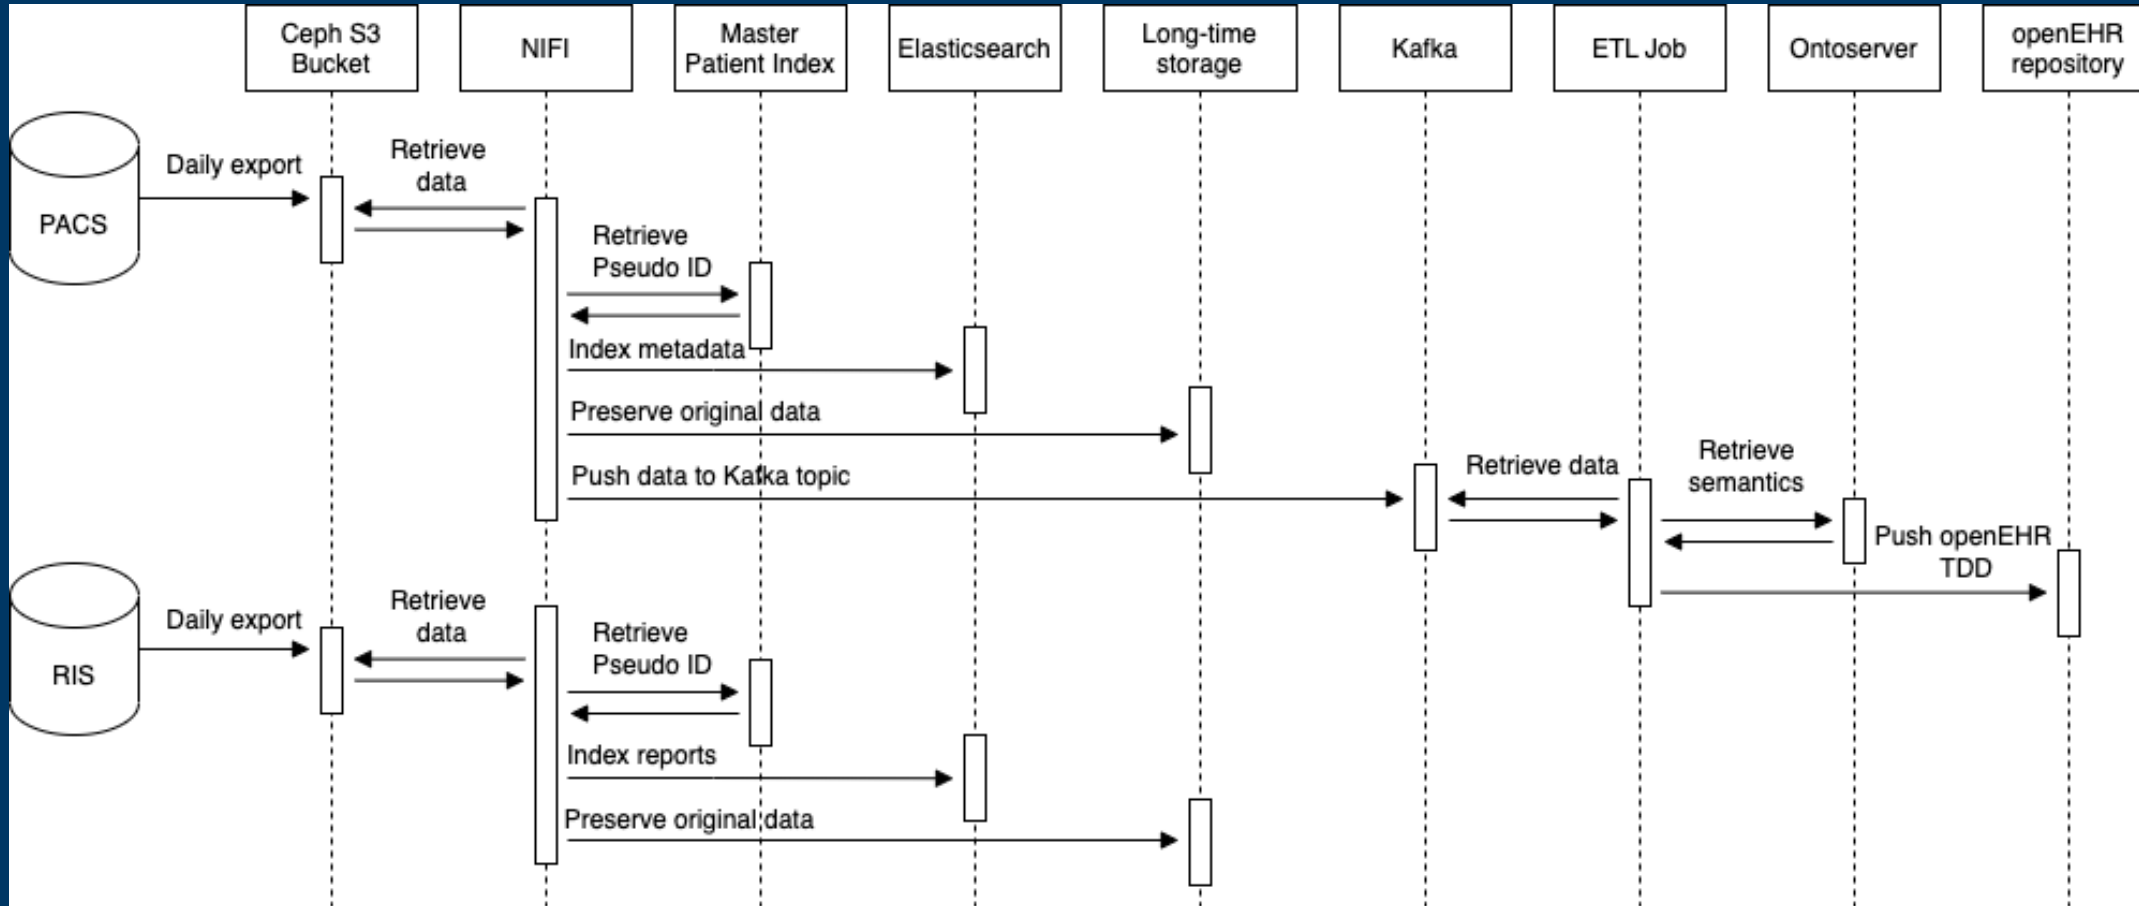 Ceph S3
Bucket
NIFI
Master
Patient Index
Elasticsearch
Long-time
storage
Kafka
ETL Job
Ontoserver
openEHR
repository
PACS
Daily export
Retrieve
data
Retrieve
Pseudo ID
Index metadata
Preserve original data
Push data to Kafka topic
Retrieve data
Retrieve
semantics
Push openEHR
TDD
RIS
Daily export
Retrieve
data
Retrieve
Pseudo ID
Index reports
Preserve original data